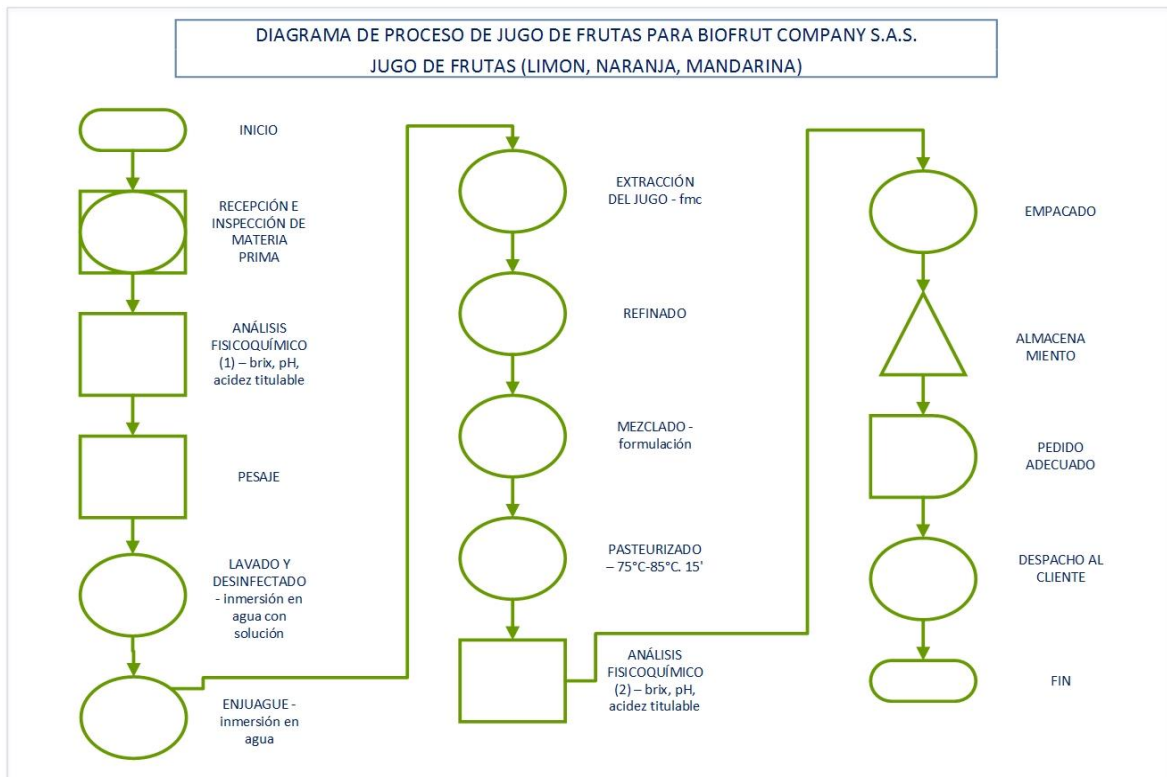 DIAGRAMA DE PROCESO DE JUGO DE FRUTAS PARA BIOFRUT COMPANY S.A.S.
JUGO DE FRUTAS (LIMON, NARANJA, MANDARINA)
INICIO
RECEPCIÓN E
INSPECCIÓN DE
MATERIA
PRIMA
ANÁLISIS
FISICOQUÍMICO
(1) – brix, pH,
acidez titulable
PESAJE
LAVADO Y
DESINFECTADO
- inmersión en
agua con
solución
ENJUAGUE -
inmersión en
agua
EXTRACCIÓN
DEL JUGO - fmc
REFINADO
MEZCLADO -
formulación
PASTEURIZADO
– 75°C-85°C. 15'
ANÁLISIS
FISICOQUÍMICO
(2) – brix, pH,
acidez titulable
EMPACADO
ALMACENA
MIENTO
PEDIDO
ADECUADO
DESPACHO AL
CLIENTE
FIN